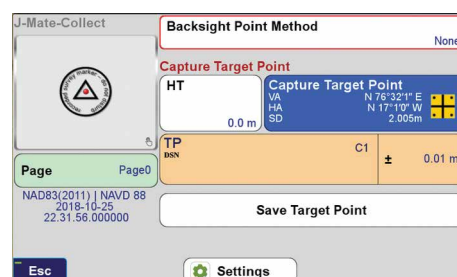 J-Mate-Collect
Backsight Point Method
None
Capture Target Point
HT
0.0 m
Capture Target Point
VA N 76°32'1" E
HA N 17°1'0" W
SD 2.005m
TP
DSN
C1
± 0.01 m
Page Page0
NAD83(2011) | NAVD 88
2018-10-25
22.31.56.000000
Save Target Point
Esc
Settings